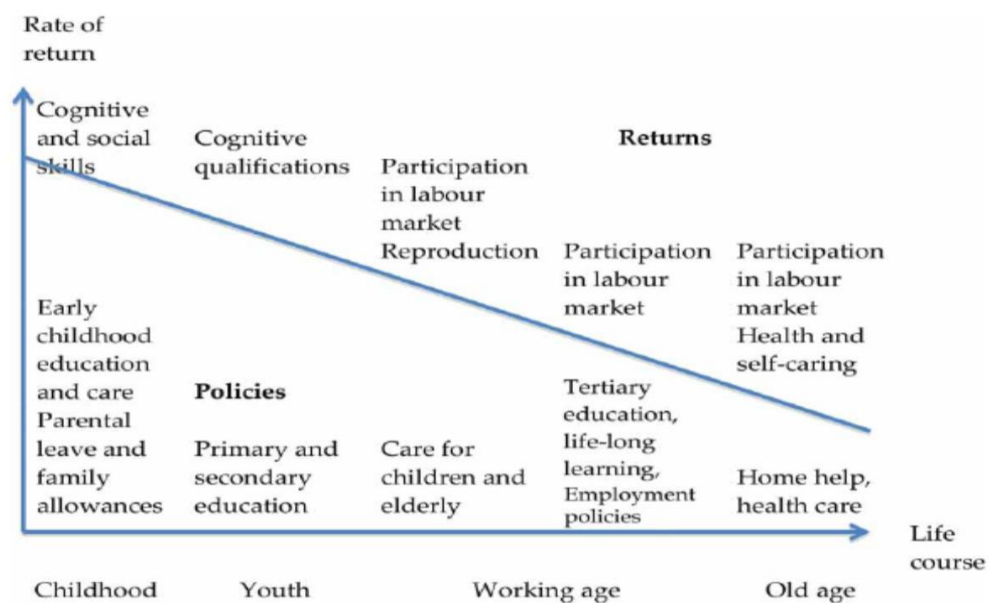 Rate of
return
Cognitive
and social
skills
Cognitive
qualifications
Participation
in labour
market
Reproduction
Returns
Participation
in labour
market
Participation
in labour
market
Health and
self-caring
Early
childhood
education
and care
Parental
leave and
family
allowances
Policies
Primary and
secondary
education
Care for
children and
elderly
Tertiary
education,
life-long
learning,
Employment
policies
Home help,
health care
Life
course
Childhood
Youth
Working age
Old age